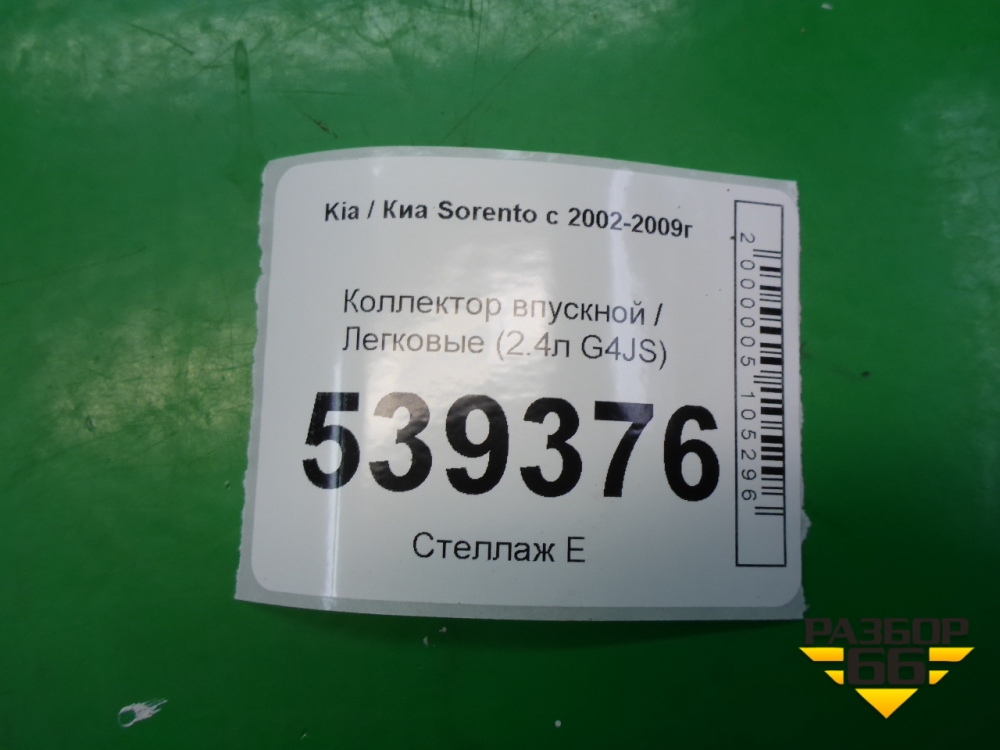 Kia / Киа Sorento с 2002-2009г
Коллектор впускной /
Легковые (2.4л G4JS)
539376
Стеллаж Е
2000005105296
РАЗБОР
66